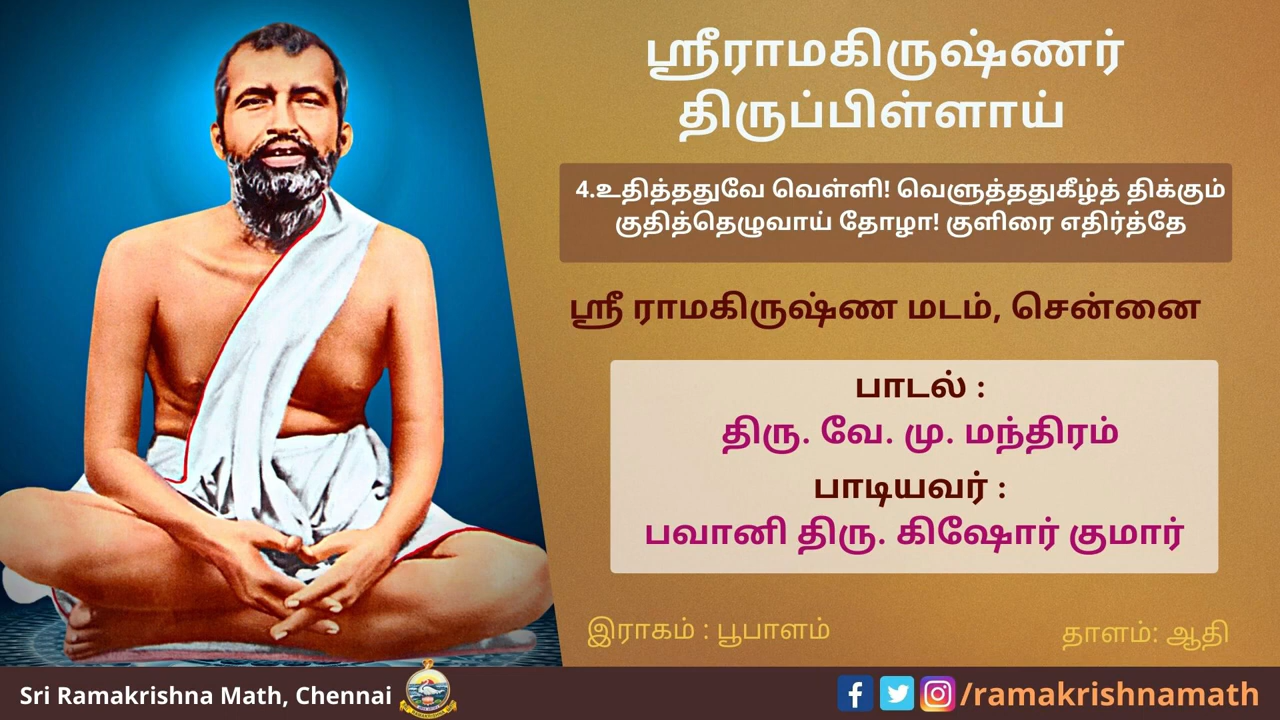 ஸ்ரீராமகிருஷ்ணர்
திருப்பிள்ளாய்
4.உதித்ததுவே வெள்ளி! வெளுத்ததுகீழ்த் திக்கும்
குதித்தெழுவாய் தோழா! குளிரை எதிர்த்தே
ஸ்ரீ ராமகிருஷ்ண மடம், சென்னை
பாடல் :
திரு. வே. மு. மந்திரம்
பாடியவர் :
பவானி திரு. கிஷோர் குமார்
இராகம் : பூபாளம்
தாளம்: ஆதி
Sri Ramakrishna Math, Chennai
/ramakrishnamath